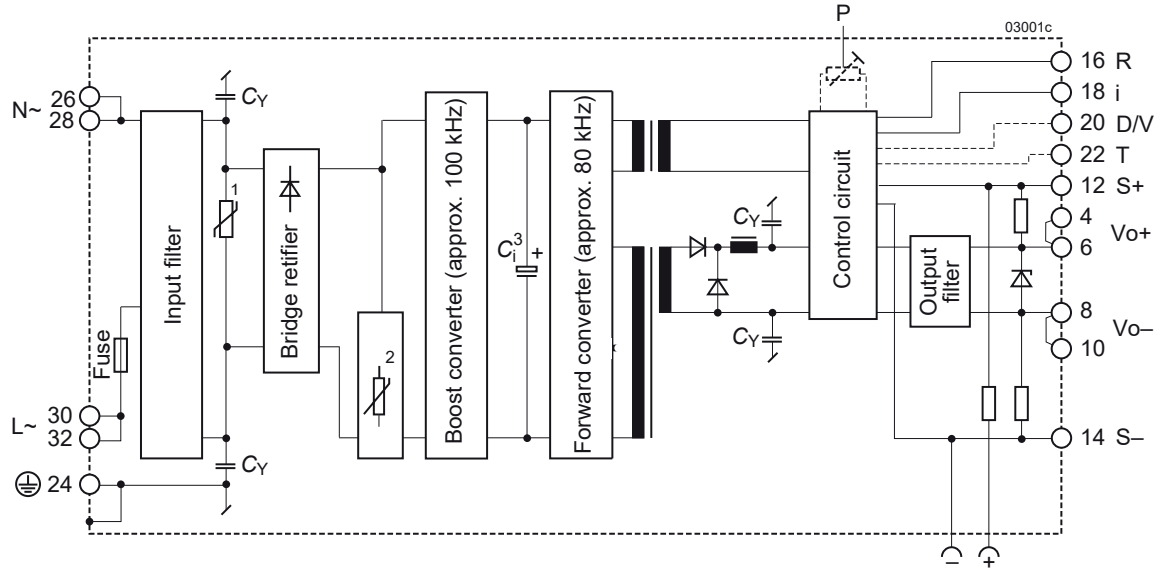 P
03001c
N~
26
28
Fuse
L~
30
32
24
CY
CY
Input filter
1
Bridge retifier
2
Boost converter (approx. 100 kHz)
Ci3 +
Forward converter (approx. 80 kHz)
CY
CY
Control circuit
Output
filter
16 R
18 i
20 D/V
22 T
12 S+
4
Vo+
6
8
Vo–
10
14 S–
–
+